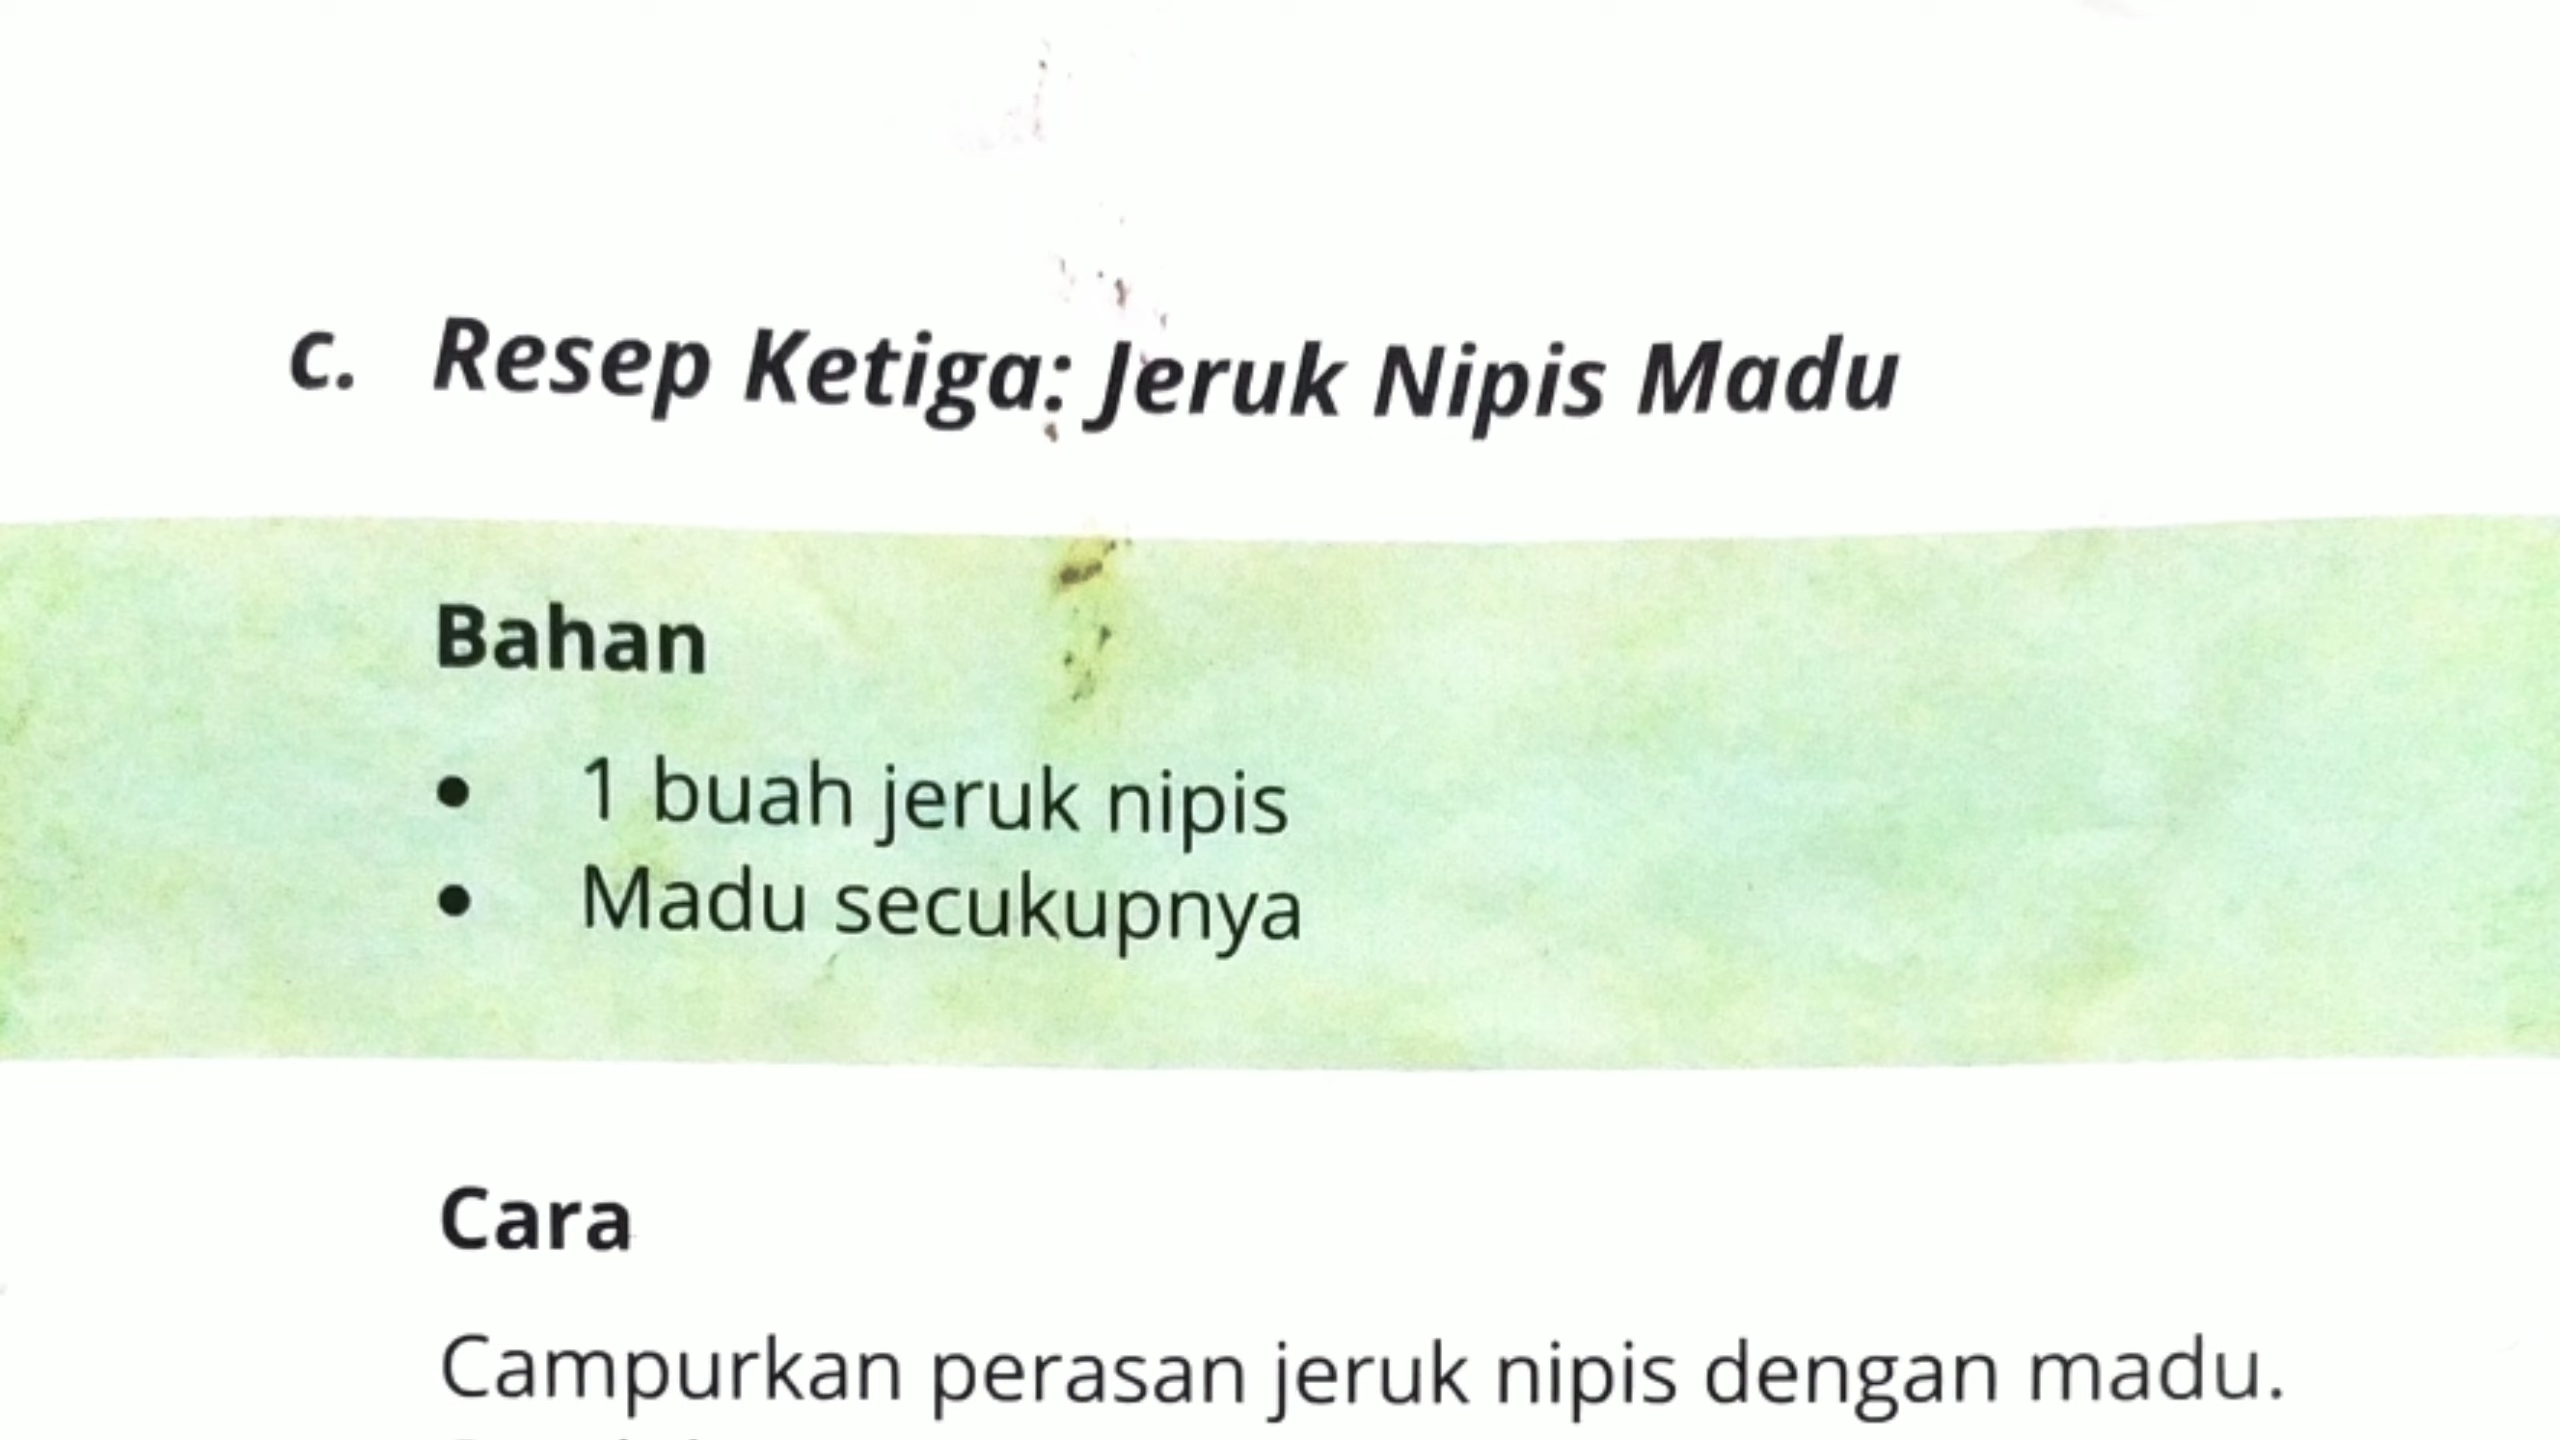 c. Resep Ketiga: Jeruk Nipis Madu
Bahan
• 1 buah jeruk nipis
• Madu secukupnya
Cara
Campurkan perasan jeruk nipis dengan madu.